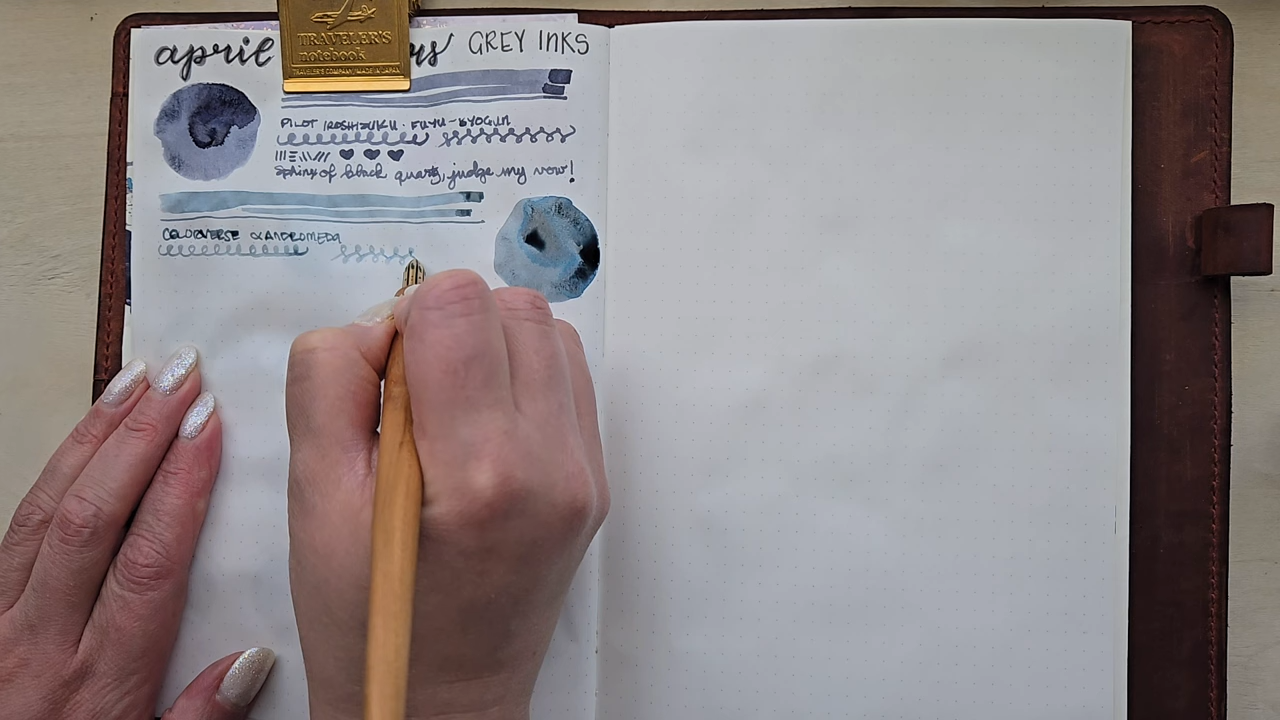 april GREY INKS
TRAVELER'S
notebook
TRAVELER'S COMPANY MADE IN JAPAN
PILOT IROSHIZUKU · FUYU-SYOGUN
Sphinx of black quartz, judge my vow!
COLORVERSE α ANDROMEDA